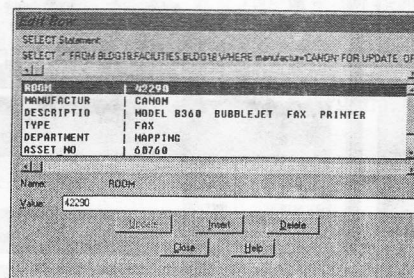 Edit Row
SELECT Statement:
SELECT * FROM BLDG18.FACILITIES.BLDG18 WHERE manufactur='CANON' FOR UPDATE OF
ROOM | 42290
MANUFACTUR | CANON
DESCRIPTIO | MODEL B360 BUBBLEJET FAX PRINTER
TYPE | FAX
DEPARTMENT | MAPPING
ASSET_NO | 60760
Name: ROOM
Value: 42290
Update Insert Delete
Close Help